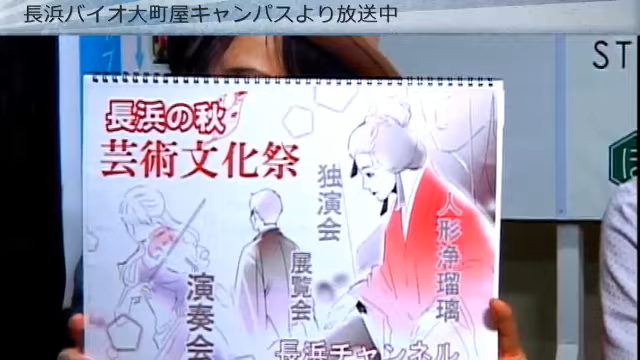 長浜バイオ大町屋キャンパスより放送中
ST
ほ
長浜の秋
芸術文化祭
独演会
人形浄瑠璃
展覧会
演奏会
長浜チャンネル